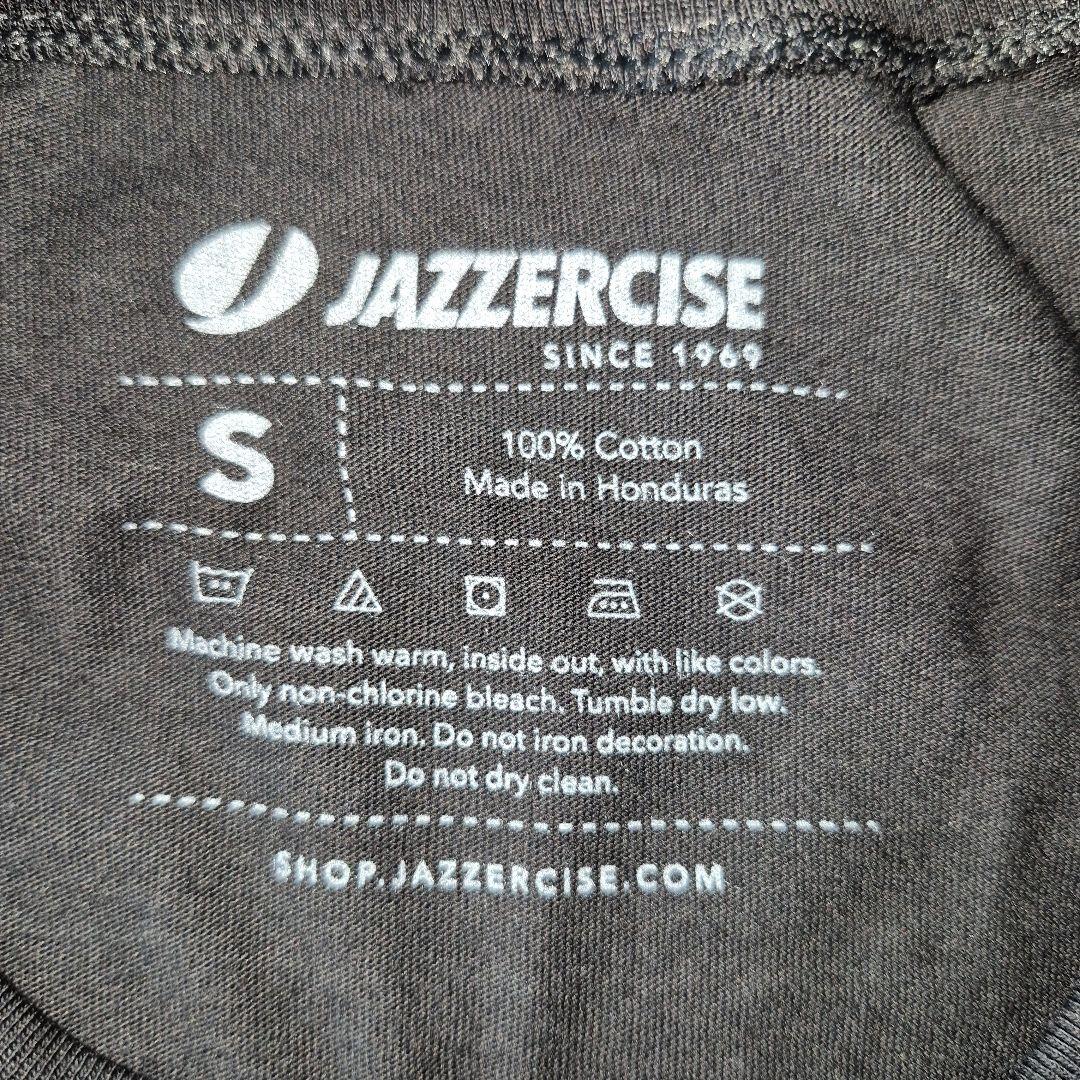 JAZZERCISE
SINCE 1969
S
100% Cotton
Made in Honduras
Machine wash warm, inside out, with like colors.
Only non-chlorine bleach. Tumble dry low.
Medium iron. Do not iron decoration.
Do not dry clean.
SHOP.JAZZERCISE.COM